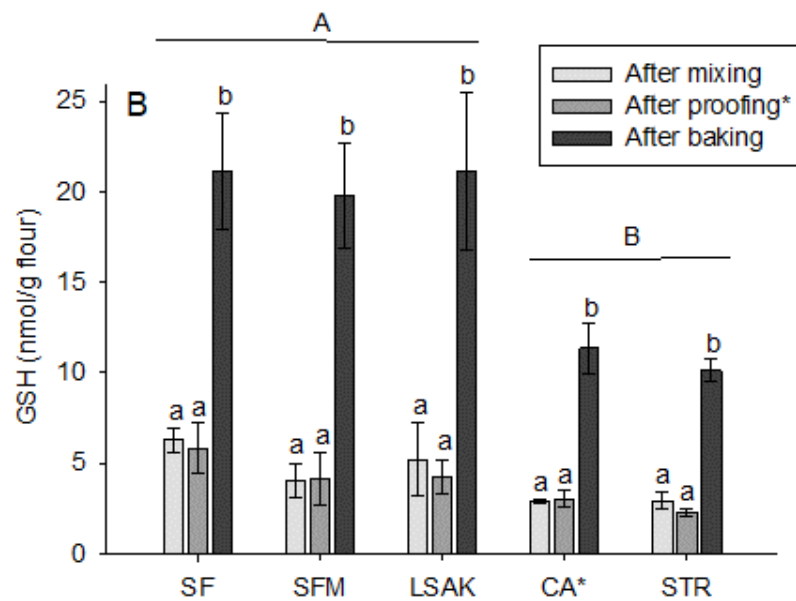 A
After mixing
After proofing*
After baking
B
B
GSH (nmol/g flour)
25
20
15
10
5
0
a a b
a a b
a a b
a a b
a a b
SF SFM LSAK CA* STR